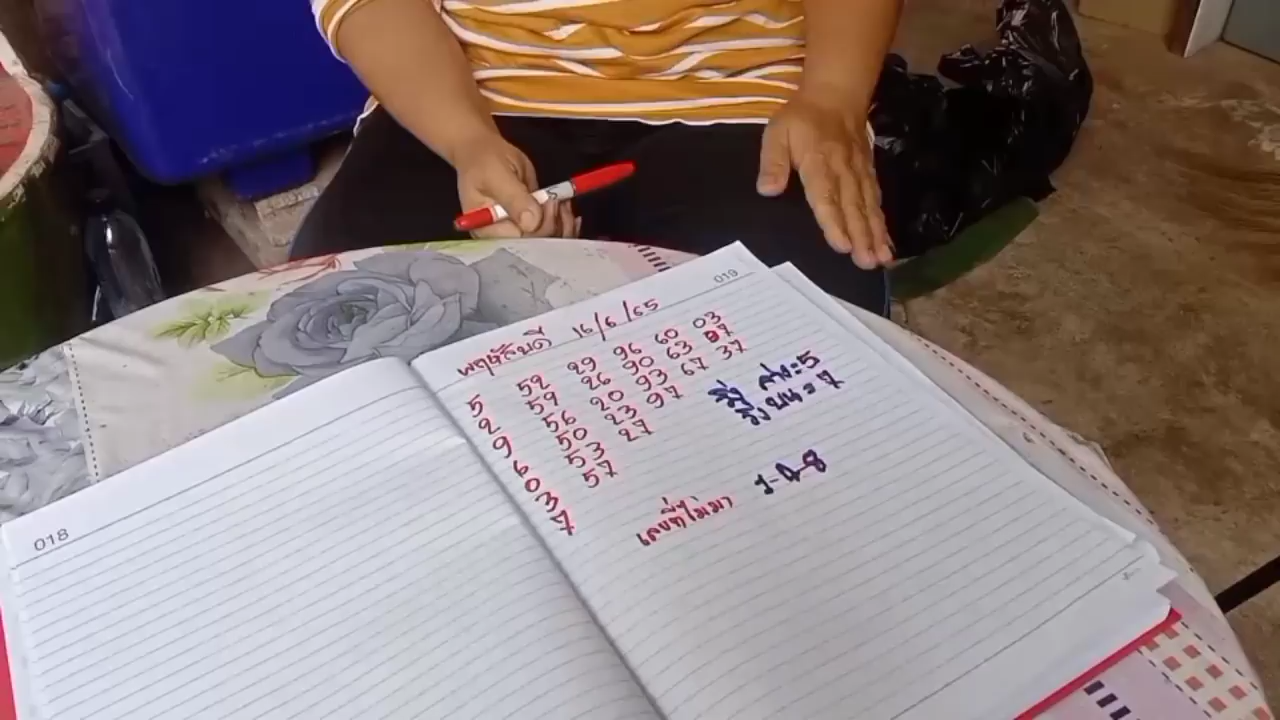 018
019
พฤหัสบดี 16/6/65
5 52 29 96 60 03
2 59 26 90 63 07
9 56 20 93 67 37
6 50 23 97
0 53 27
3 57
7
วิ่ง ล่าง=5
วิ่ง บน=7
เลขที่ไม่มา 1-4-8